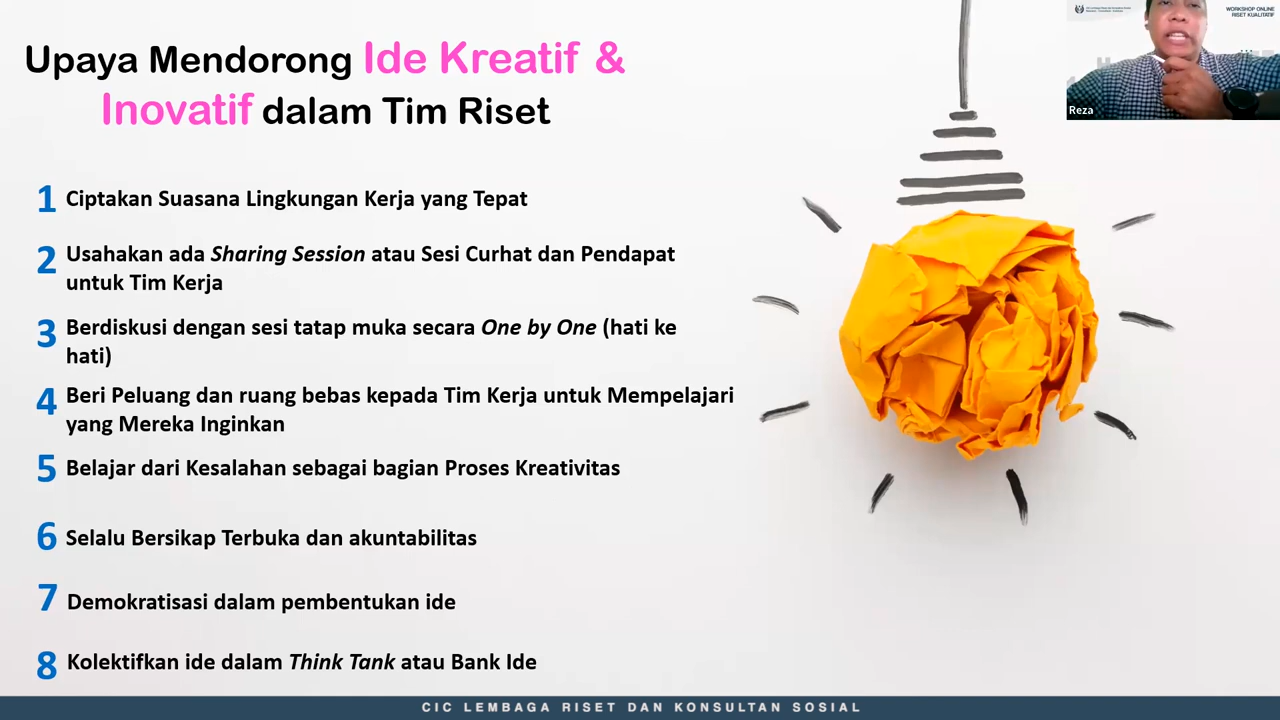 Upaya Mendorong Ide Kreatif &
Inovatif dalam Tim Riset
1 Ciptakan Suasana Lingkungan Kerja yang Tepat
2 Usahakan ada Sharing Session atau Sesi Curhat dan Pendapat
untuk Tim Kerja
3 Berdiskusi dengan sesi tatap muka secara One by One (hati ke
hati)
4 Beri Peluang dan ruang bebas kepada Tim Kerja untuk Mempelajari
yang Mereka Inginkan
5 Belajar dari Kesalahan sebagai bagian Proses Kreativitas
6 Selalu Bersikap Terbuka dan akuntabilitas
7 Demokratisasi dalam pembentukan ide
8 Kolektifkan ide dalam Think Tank atau Bank Ide
WORKSHOP ONLINE
RISET KUALITATIF
Reza
CIC LEMBAGA RISET DAN KONSULTAN SOSIAL